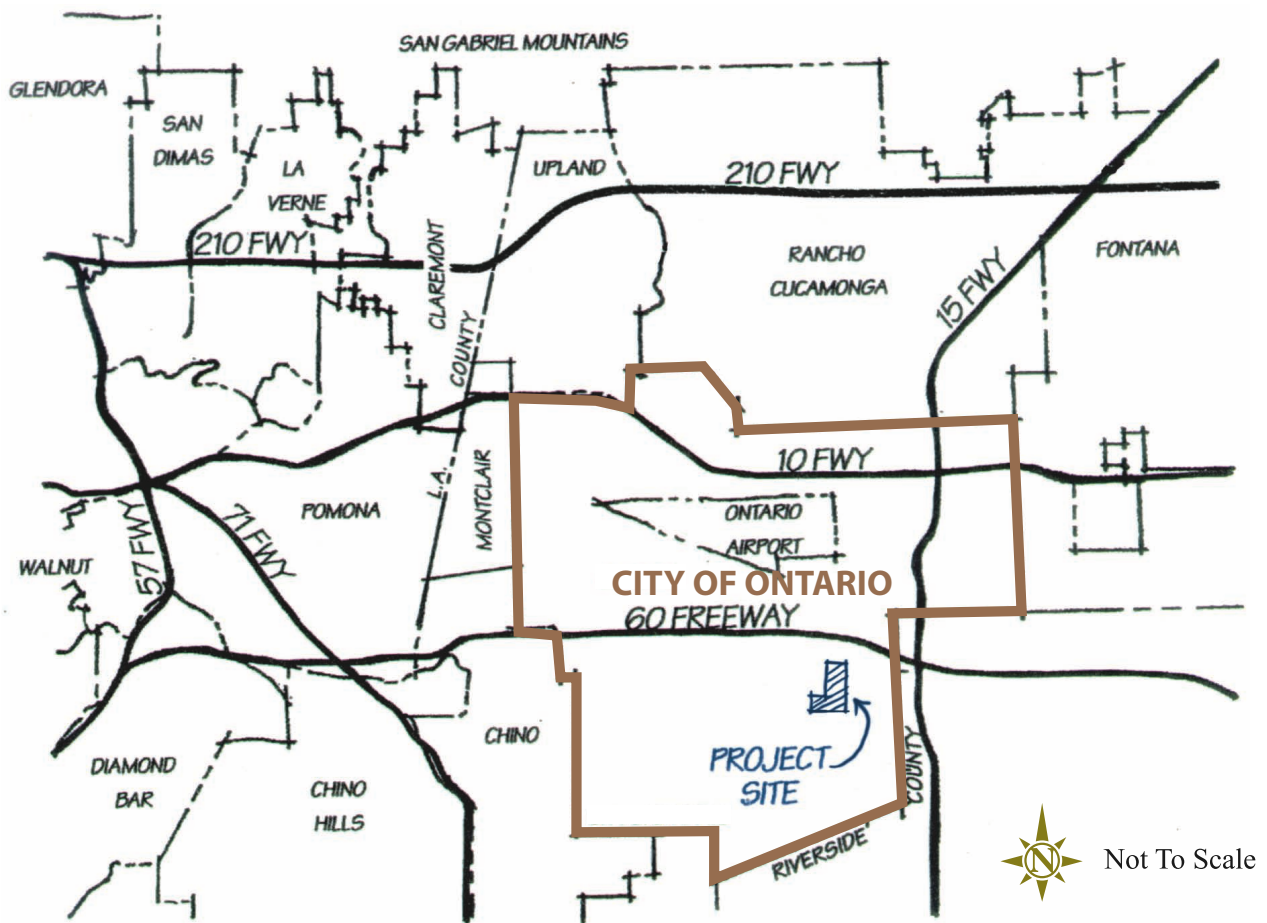 SAN GABRIEL MOUNTAINS
GLENDORA
SAN
DIMAS
LA
VERNE
UPLAND
210 FWY
210 FWY
CLAREMONT
RANCHO
CUCAMONGA
FONTANA
15 FWY
COUNTY
L.A.
MONTCLAIR
10 FWY
POMONA
71 FWY
57 FWY
WALNUT
ONTARIO
AIRPORT
CITY OF ONTARIO
60 FREEWAY
CHINO
PROJECT
SITE
COUNTY
RIVERSIDE
DIAMOND
BAR
CHINO
HILLS
N
Not To Scale